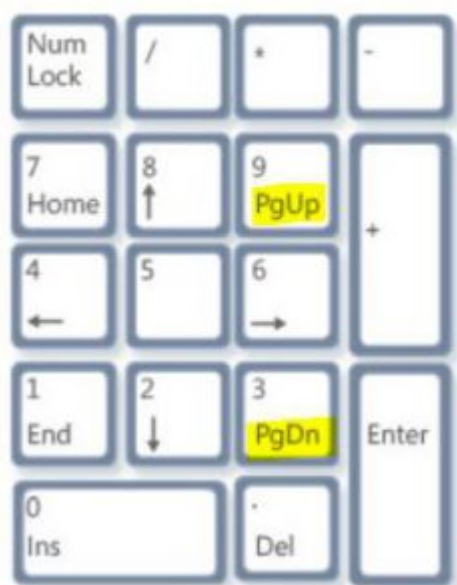 Num
Lock
/
*
-
7
Home
8
↑
9
PgUp
+
4
←
5
6
→
1
End
2
↓
3
PgDn
Enter
0
Ins
.
Del